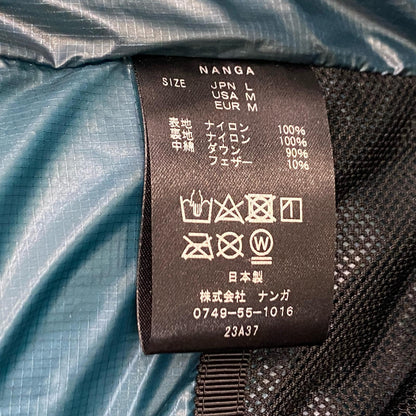 NANGA
SIZE JPN L
USA M
EUR M
表地 ナイロン 100%
裏地 ナイロン 100%
中綿 ダウン 90%
フェザー 10%
W
日本製
株式会社 ナンガ
0749-55-1016
23A37